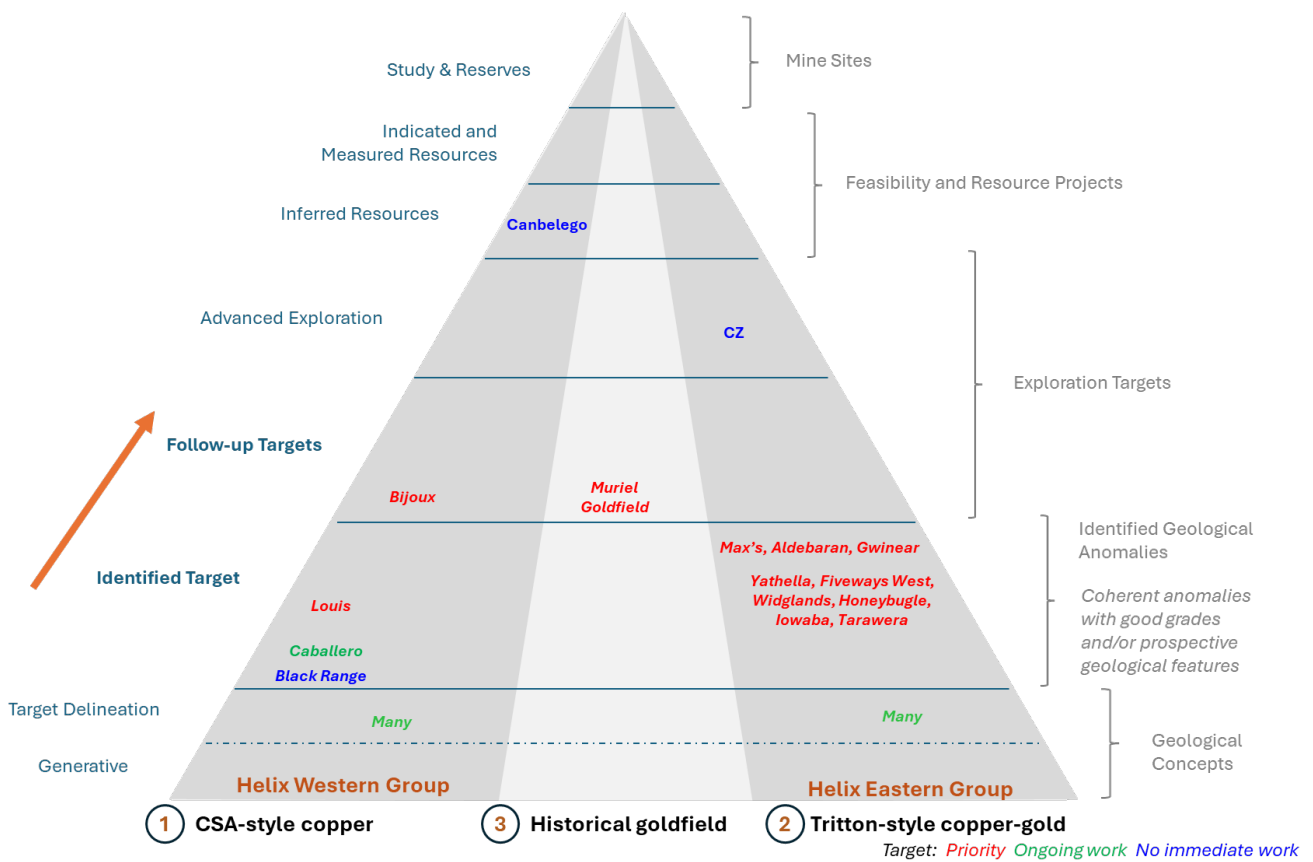 Study & Reserves
Mine Sites
Indicated and
Measured Resources
Feasibility and Resource Projects
Inferred Resources
Canbelego
Advanced Exploration
CZ
Exploration Targets
Follow-up Targets
Bijoux
Muriel
Goldfield
Identified Geological
Anomalies
Max's, Aldebaran, Gwinear
Identified Target
Yathella, Fiveways West,
Widglands, Honeybugle,
Iowaba, Tarawera
Coherent anomalies
with good grades
and/or prospective
geological features
Louis
Caballero
Black Range
Target Delineation
Many
Many
Generative
Geological
Concepts
Helix Western Group
Helix Eastern Group
1 CSA-style copper
3 Historical goldfield
2 Tritton-style copper-gold
Target: Priority Ongoing work No immediate work